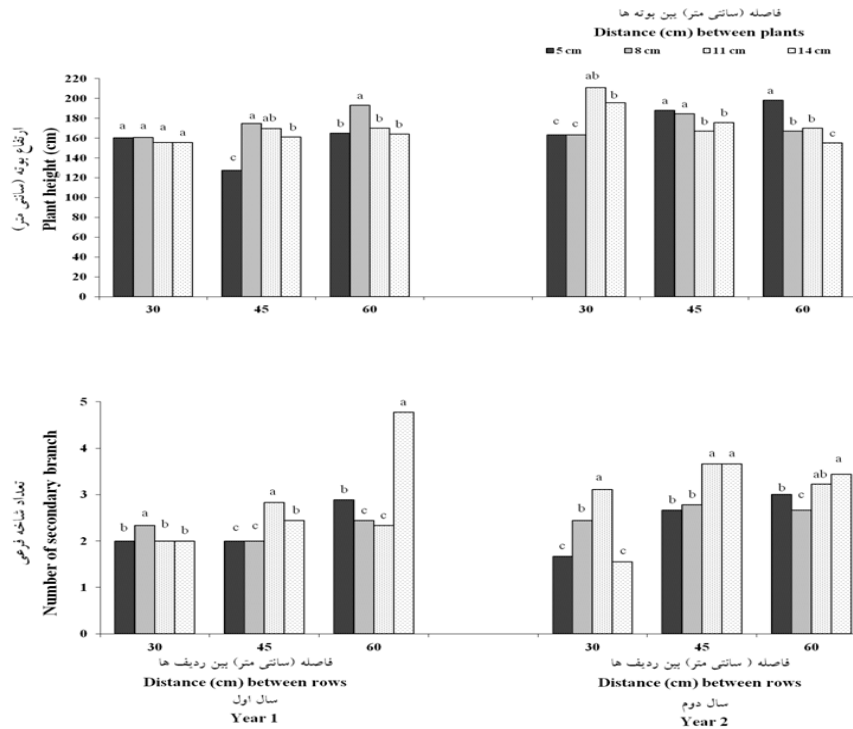 فاصله (سانتی متر) بین بوته ها
Distance (cm) between plants
5 cm 8 cm 11 cm 14 cm
ارتفاع بوته (سانتی متر)
Plant height (cm)
220
200
180
160
140
120
100
80
60
40
20
0
a a a a
c a ab b
b a b b
c c ab b
a a b b
a b b c
30 45 60 30 45 60
تعداد شاخه فرعی
Number of secondary branch
5
4
3
2
1
0
b a b b
c c a b
b c c a
c b a c
b b a a
b c ab a
30 45 60 30 45 60
فاصله (سانتی متر) بین ردیف ها
Distance (cm) between rows
سال اول
Year 1
فاصله ( سانتی متر) بین ردیف ها
Distance (cm) between rows
سال دوم
Year 2